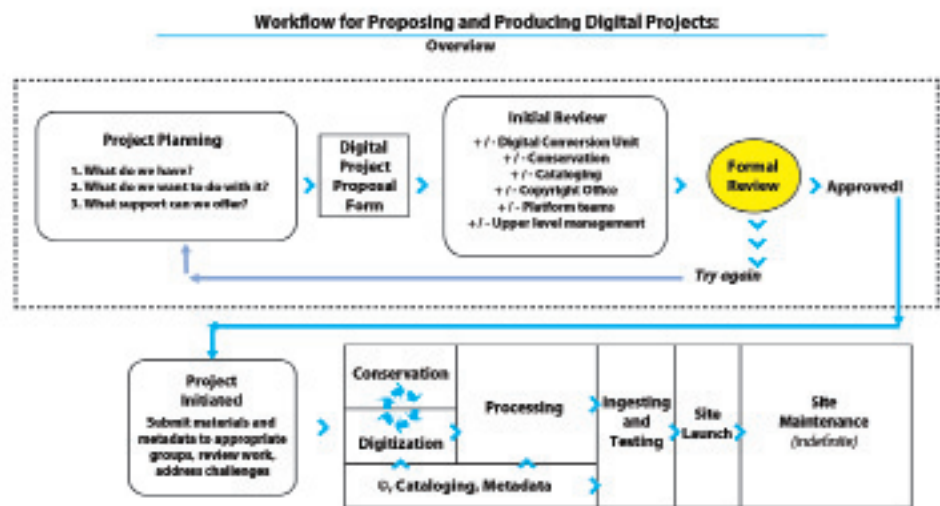 Workflow for Proposing and Producing Digital Projects:
Overview
Project Planning
1. What do we have?
2. What do we want to do with it?
3. What support can we offer?
Digital
Project
Proposal
Form
Initial Review
+/- Digital Conversion Unit
+/- Conservation
+/- Cataloging
+/- Copyright Office
+/- Platform teams
+/- Upper level management
Formal
Review
Approved!
Try again
Project
Initiated
Submit materials and
metadata to appropriate
groups, review work,
address challenges
Conservation
Digitization
Processing
©, Cataloging, Metadata
Ingesting
and
Testing
Site
Launch
Site
Maintenance
(Indefinite)